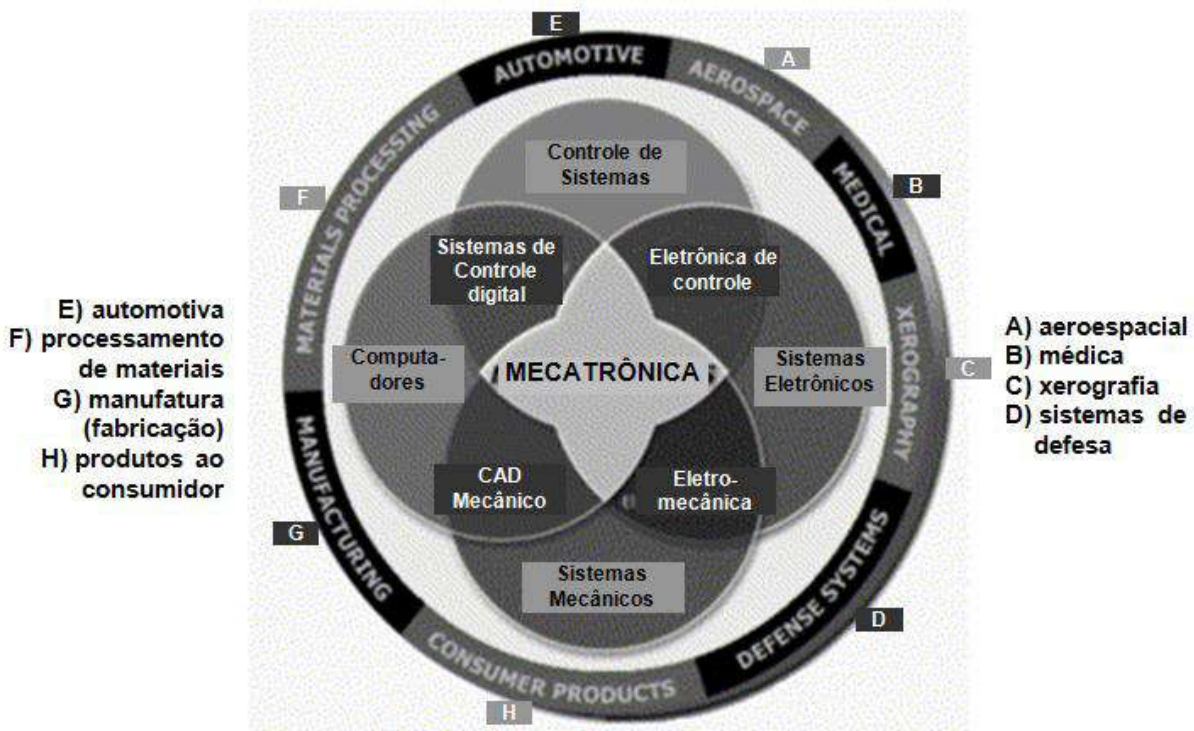 E
AUTOMOTIVE
A
AEROSPACE
B
MEDICAL
C
XEROGRAPHY
D
DEFENSE SYSTEMS
H
CONSUMER PRODUCTS
G
MANUFACTURING
F
MATERIALS PROCESSING
Controle de
Sistemas
Sistemas de
Controle
digital
Eletrônica de
controle
Computa-
dores
MECATRÔNICA
Sistemas
Eletrônicos
CAD
Mecânico
Eletro-
mecânica
Sistemas
Mecânicos
E) automotiva
F) processamento
de materiais
G) manufatura
(fabricação)
H) produtos ao
consumidor
A) aeroespacial
B) médica
C) xerografia
D) sistemas de
defesa